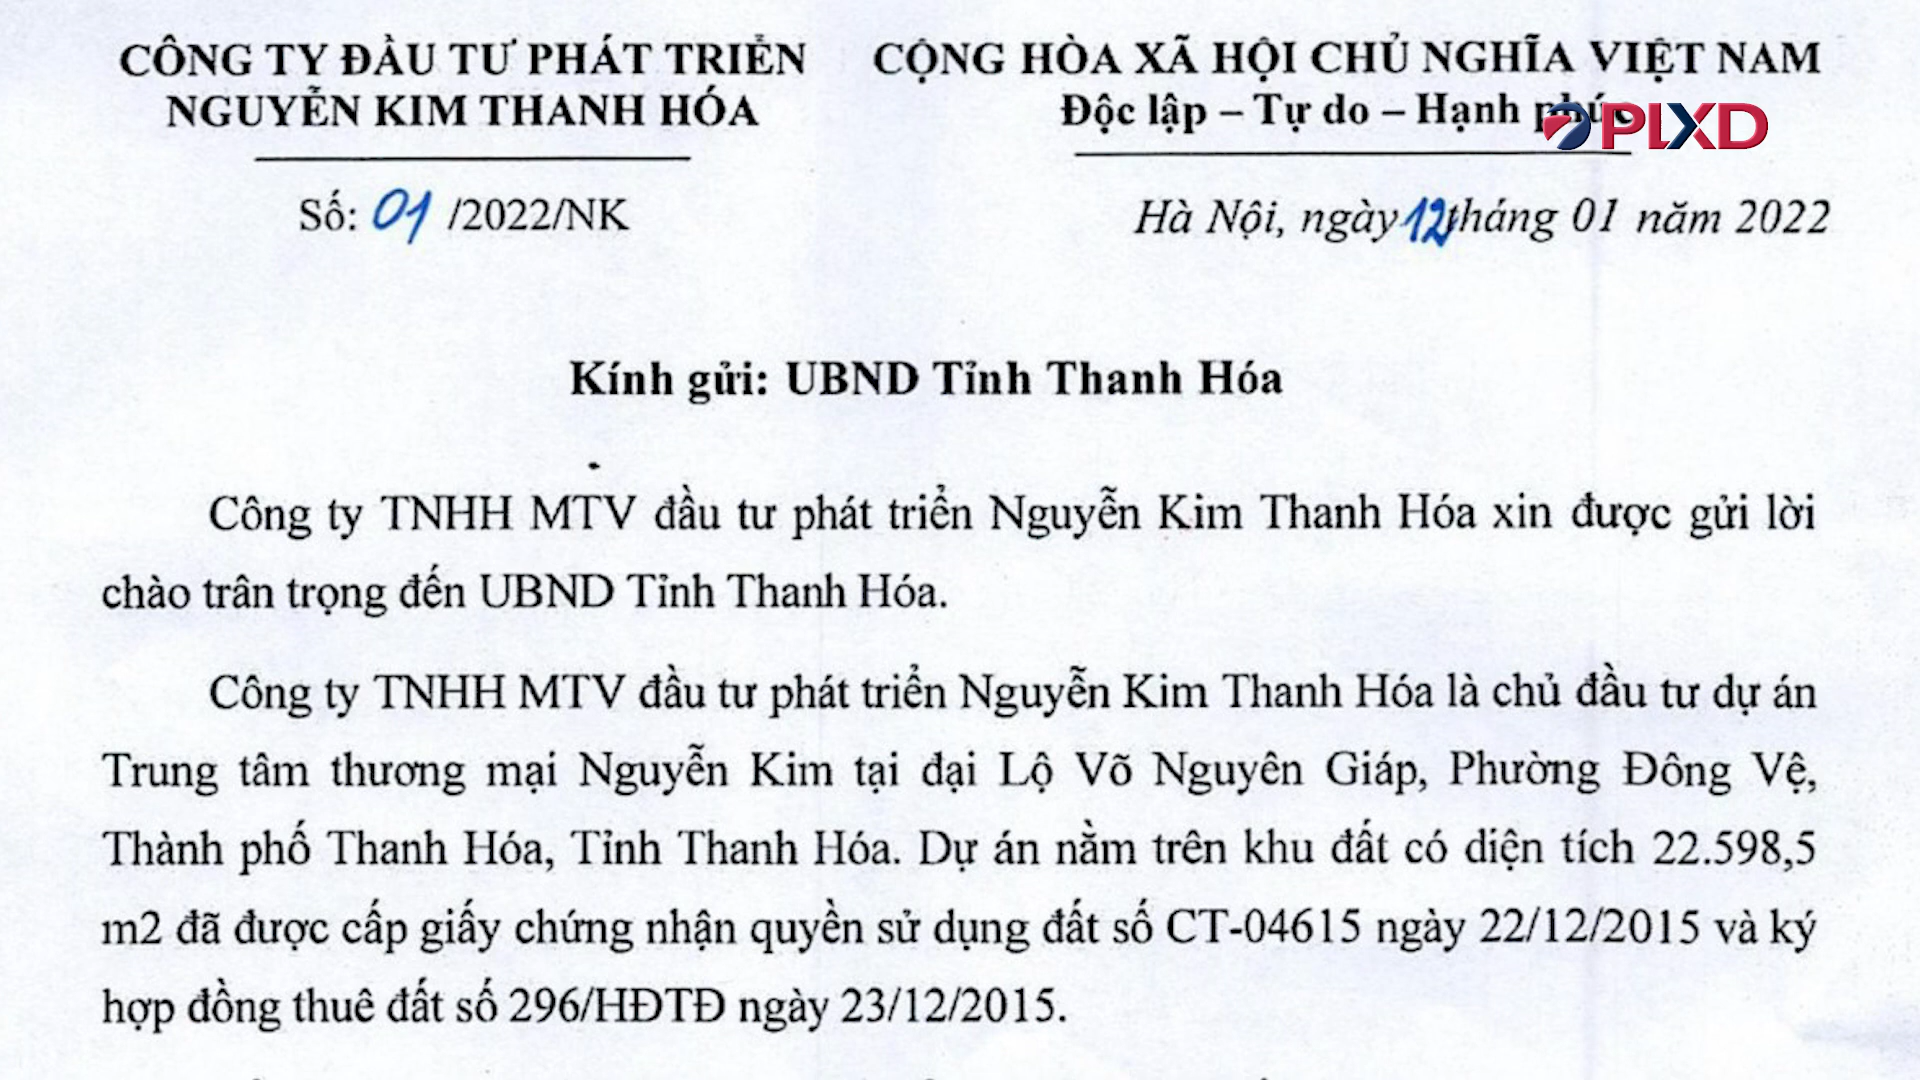 CÔNG TY ĐẦU TƯ PHÁT TRIỂN
NGUYỄN KIM THANH HÓA
Số: 01 /2022/NK
CỘNG HÒA XÃ HỘI CHỦ NGHĨA VIỆT NAM
Độc lập – Tự do – Hạnh phúc
PLXD
Hà Nội, ngày 12 tháng 01 năm 2022
Kính gửi: UBND Tỉnh Thanh Hóa
Công ty TNHH MTV đầu tư phát triển Nguyễn Kim Thanh Hóa xin được gửi lời
chào trân trọng đến UBND Tỉnh Thanh Hóa.
Công ty TNHH MTV đầu tư phát triển Nguyễn Kim Thanh Hóa là chủ đầu tư dự án
Trung tâm thương mại Nguyễn Kim tại đại Lộ Võ Nguyên Giáp, Phường Đông Vệ,
Thành phố Thanh Hóa, Tỉnh Thanh Hóa. Dự án nằm trên khu đất có diện tích 22.598,5
m2 đã được cấp giấy chứng nhận quyền sử dụng đất số CT-04615 ngày 22/12/2015 và ký
hợp đồng thuê đất số 296/HĐTĐ ngày 23/12/2015.